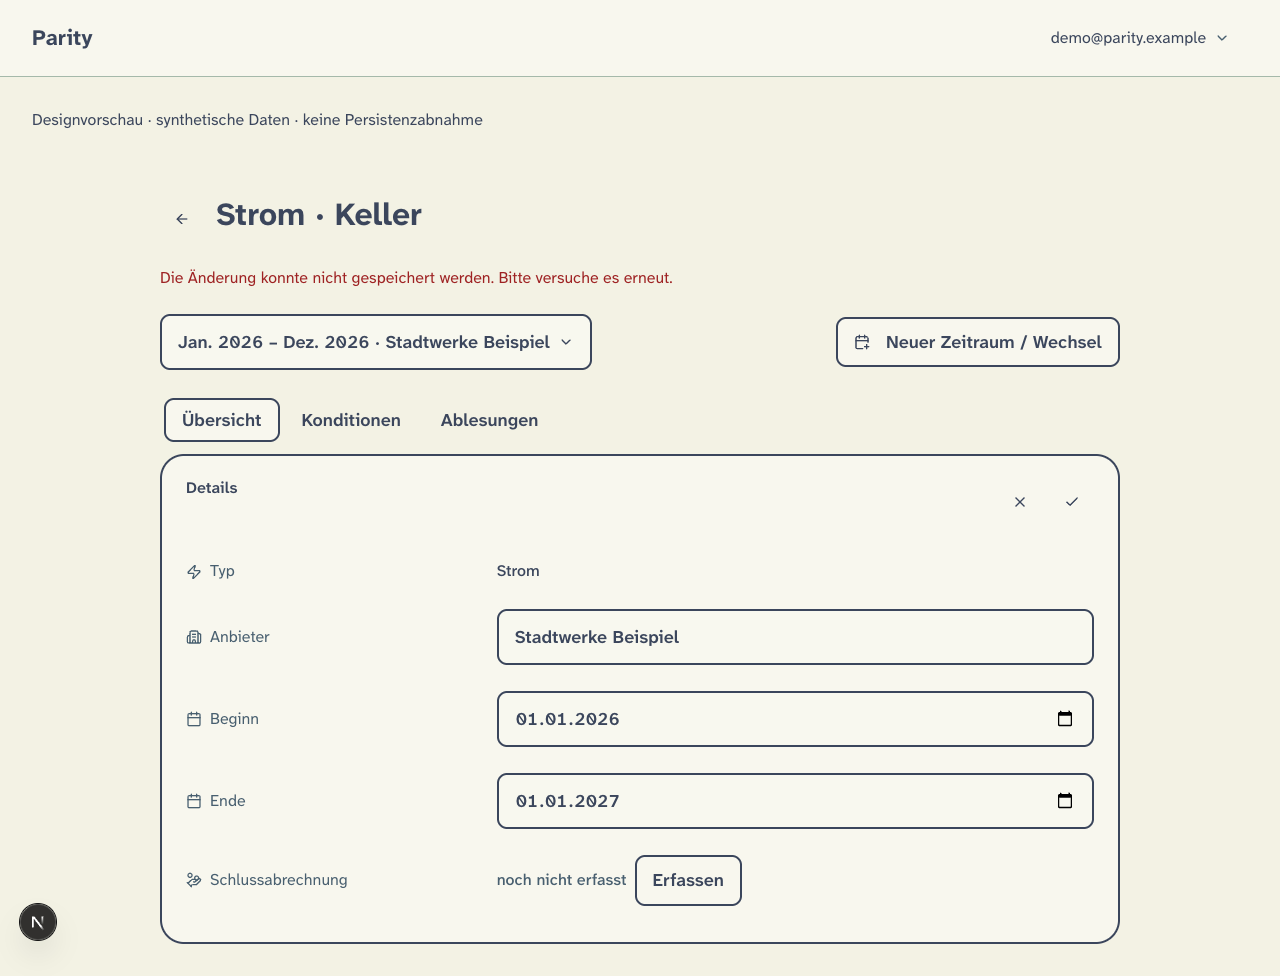 Parity
demo@parity.example
Designvorschau · synthetische Daten · keine Persistenzabnahme
Strom · Keller
Die Änderung konnte nicht gespeichert werden. Bitte versuche es erneut.
Jan. 2026 – Dez. 2026 · Stadtwerke Beispiel
Neuer Zeitraum / Wechsel
Übersicht
Konditionen
Ablesungen
Details
Typ
Strom
Anbieter
Stadtwerke Beispiel
Beginn
01.01.2026
Ende
01.01.2027
Schlussabrechnung
noch nicht erfasst
Erfassen
N